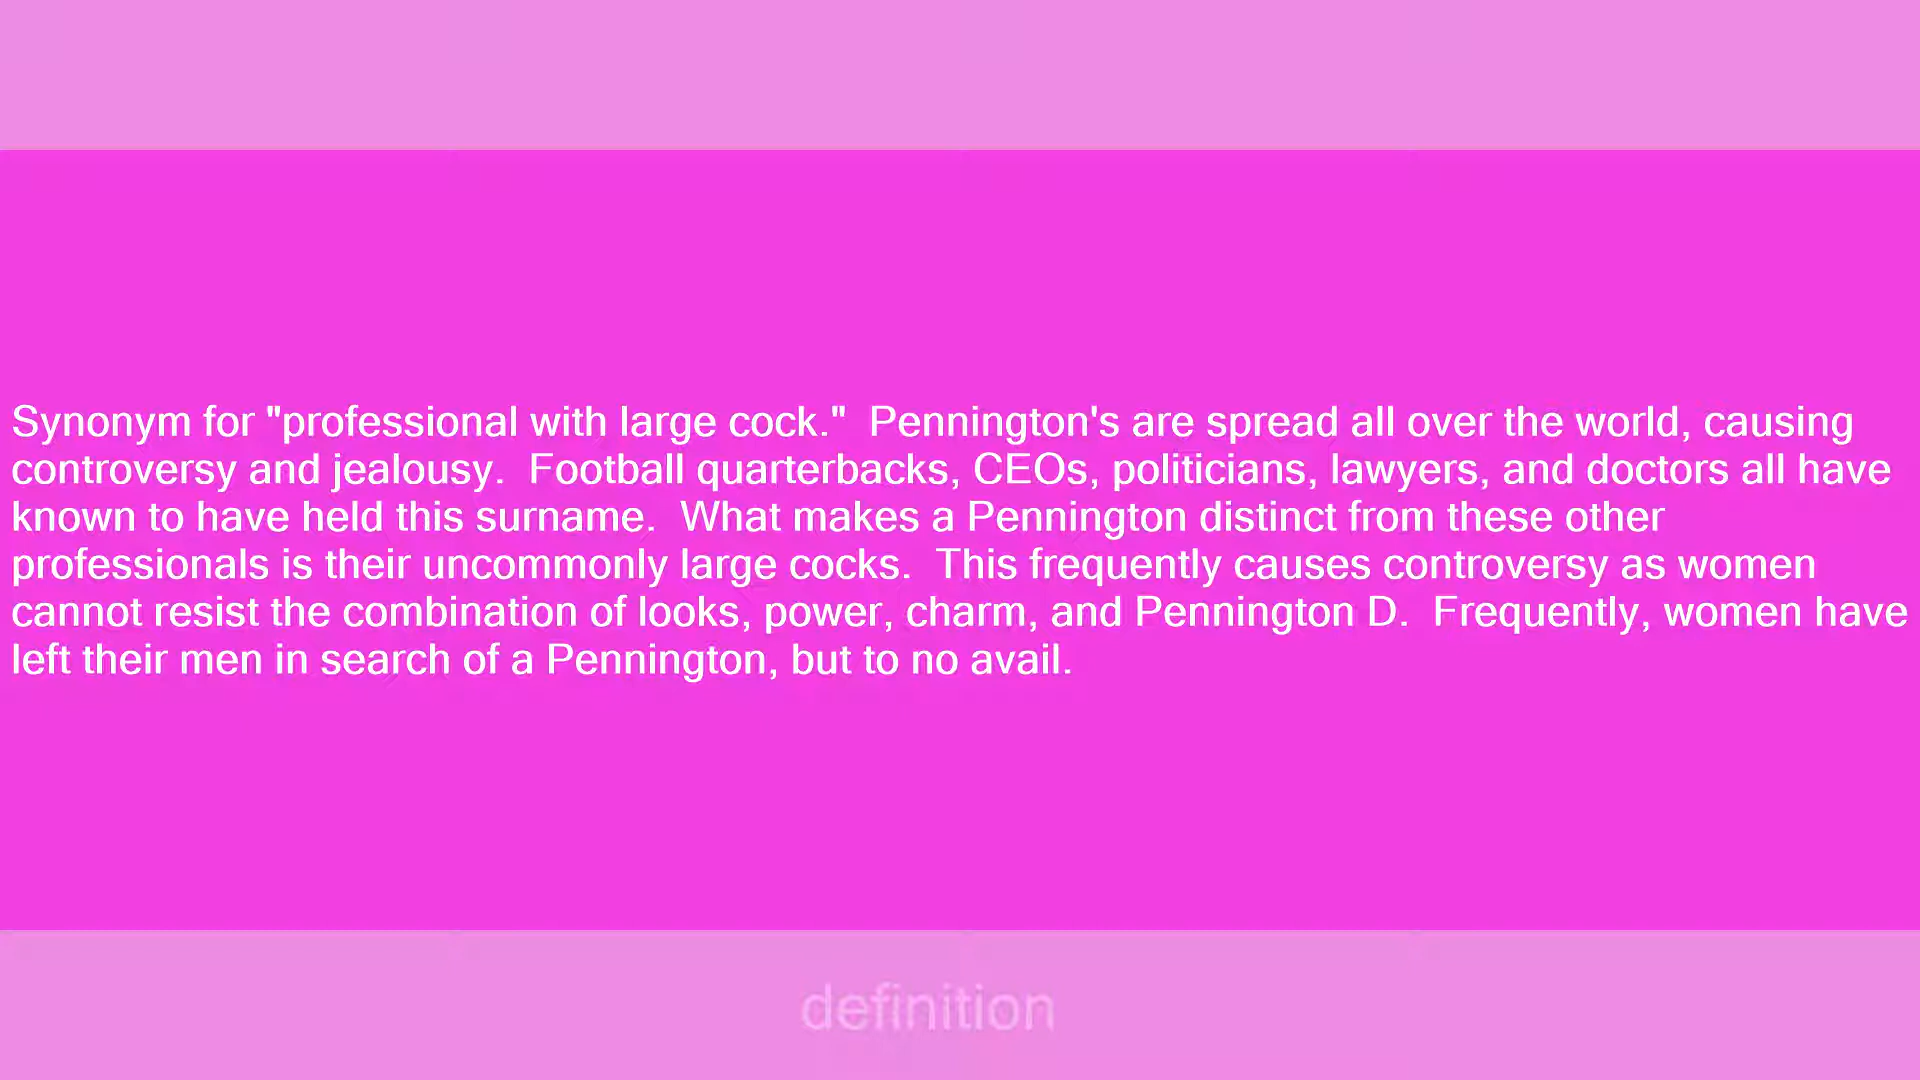 Synonym for "professional with large cock."  Pennington's are spread all over the world, causing
controversy and jealousy.  Football quarterbacks, CEOs, politicians, lawyers, and doctors all have
known to have held this surname.  What makes a Pennington distinct from these other
professionals is their uncommonly large cocks.  This frequently causes controversy as women
cannot resist the combination of looks, power, charm, and Pennington D.  Frequently, women have
left their men in search of a Pennington, but to no avail.
definition